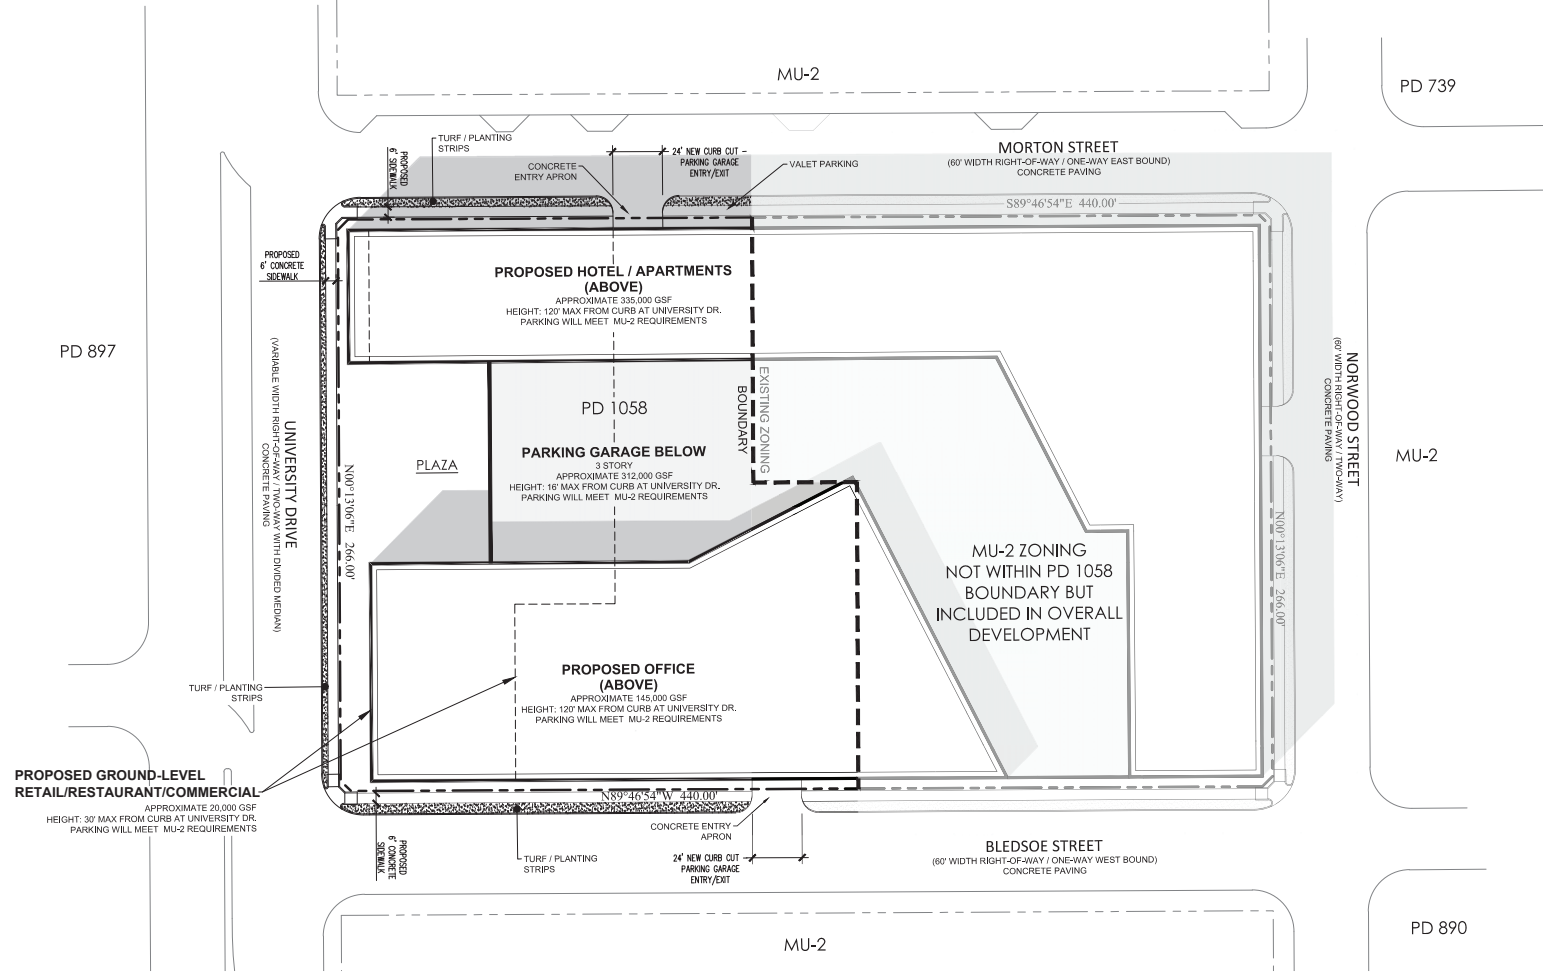 MU-2
PD 739
TURF / PLANTING
STRIPS
PROPOSED
6' SIDEWALK
CONCRETE
ENTRY APRON
24' NEW CURB CUT -
PARKING GARAGE
ENTRY/EXIT
VALET PARKING
MORTON STREET
(60' WIDTH RIGHT-OF-WAY / ONE-WAY EAST BOUND)
CONCRETE PAVING
S89°46'54"E 440.00'
PROPOSED
6' CONCRETE
SIDEWALK
PROPOSED HOTEL / APARTMENTS
(ABOVE)
APPROXIMATE 335,000 GSF
HEIGHT: 120' MAX FROM CURB AT UNIVERSITY DR.
PARKING WILL MEET MU-2 REQUIREMENTS
PD 897
UNIVERSITY DRIVE
(VARIABLE WIDTH RIGHT-OF-WAY / TWO-WAY WITH DIVIDED MEDIAN)
CONCRETE PAVING
N00°13'06"E 266.00'
PLAZA
PD 1058
PARKING GARAGE BELOW
3 STORY
APPROXIMATE 312,000 GSF
HEIGHT: 16' MAX FROM CURB AT UNIVERSITY DR.
PARKING WILL MEET MU-2 REQUIREMENTS
EXISTING ZONING
BOUNDARY
NORWOOD STREET
(60' WIDTH RIGHT-OF-WAY / TWO-WAY)
CONCRETE PAVING
MU-2
N00°13'06"E 266.00'
MU-2 ZONING
NOT WITHIN PD 1058
BOUNDARY BUT
INCLUDED IN OVERALL
DEVELOPMENT
PROPOSED OFFICE
(ABOVE)
APPROXIMATE 145,000 GSF
HEIGHT: 120' MAX FROM CURB AT UNIVERSITY DR.
PARKING WILL MEET MU-2 REQUIREMENTS
TURF / PLANTING
STRIPS
PROPOSED GROUND-LEVEL
RETAIL/RESTAURANT/COMMERCIAL
APPROXIMATE 20,000 GSF
HEIGHT: 30' MAX FROM CURB AT UNIVERSITY DR.
PARKING WILL MEET MU-2 REQUIREMENTS
N89°46'54"W 440.00'
PROPOSED
6' CONCRETE
SIDEWALK
TURF / PLANTING
STRIPS
CONCRETE ENTRY
APRON
24' NEW CURB CUT
PARKING GARAGE
ENTRY/EXIT
BLEDSOE STREET
(60' WIDTH RIGHT-OF-WAY / ONE-WAY WEST BOUND)
CONCRETE PAVING
MU-2
PD 890